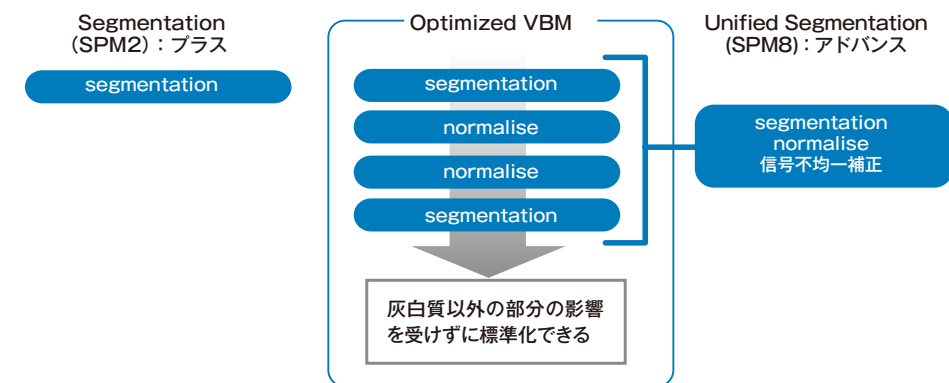 Segmentation
（SPM2）：プラス
segmentation
Optimized VBM
segmentation
normalise
normalise
segmentation
灰白質以外の部分の影響
を受けずに標準化できる
Unified Segmentation
(SPM8)：アドバンス
segmentation
normalise
信号不均一補正